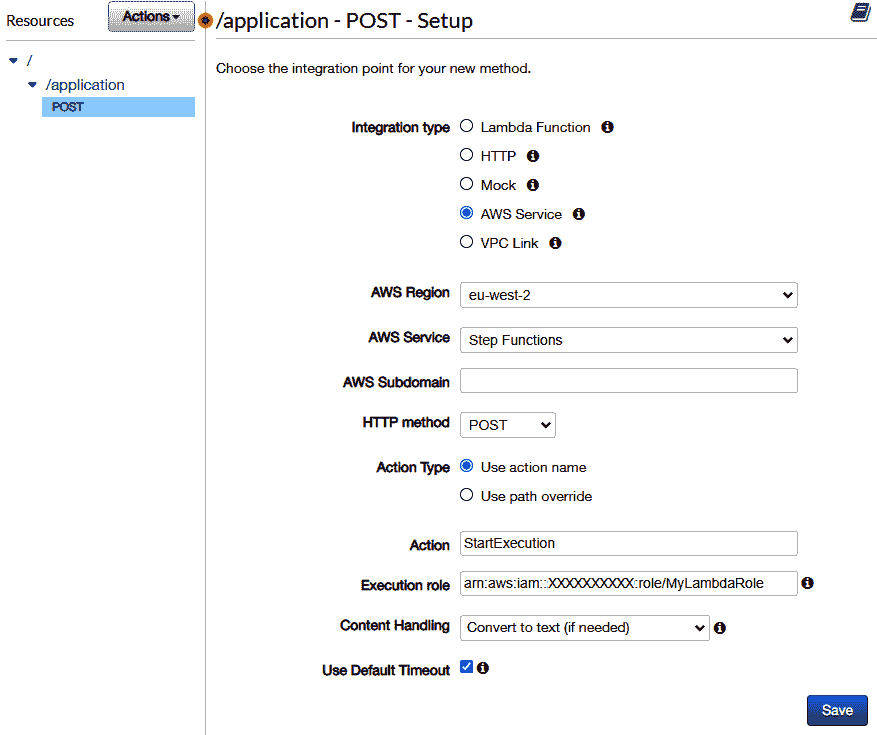 Resources
Actions
/application - POST - Setup
/
/application
POST
Choose the integration point for your new method.
Integration type
Lambda Function
HTTP
Mock
AWS Service
VPC Link
AWS Region eu-west-2
AWS Service Step Functions
AWS Subdomain
HTTP method POST
Action Type Use action name
Use path override
Action StartExecution
Execution role arn:aws:iam::XXXXXXXXXX:role/MyLambdaRole
Content Handling Convert to text (if needed)
Use Default Timeout
Save